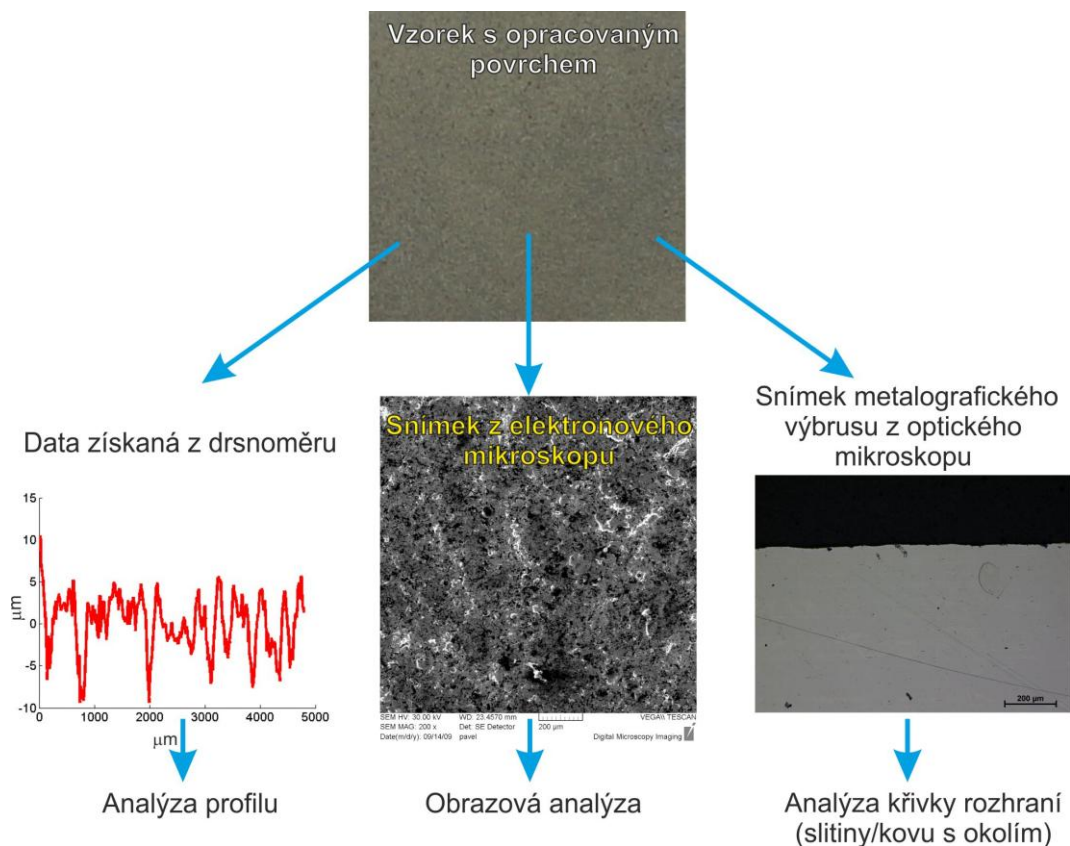 Vzorek s opracovaným
povrchem
Data získaná z drsnoměru
15
10
5
0
-5
-10
µm
0 1000 2000 3000 4000 5000
µm
Analýza profilu
Snímek z elektronového
mikroskopu
SEM HV: 30.00 kV WD: 23.4570 mm VEGA\\ TESCAN
SEM MAG: 200 x Det: SE Detector 200 µm
Date(m/d/y): 09/14/09 pavel Digital Microscopy Imaging
Obrazová analýza
Snímek metalografického
výbrusu z optického
mikroskopu
200 µm
Analýza křivky rozhraní
(slitiny/kovu s okolím)